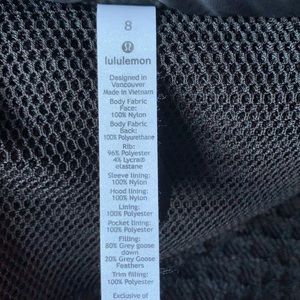 8
lululemon
Designed in
Vancouver
Made in Vietnam
Body Fabric
Face:
100% Nylon
Body Fabric
Back:
100% Polyurethane
Rib:
96% Polyester
4% Lycra®
elastane
Sleeve lining:
100% Nylon
Hood lining:
100% Nylon
Lining:
100% Polyester
Pocket lining:
100% Polyester
Filling:
80% Grey goose
down
20% Grey Goose
Feathers
Trim filling:
100% Polyester
Exclusive of